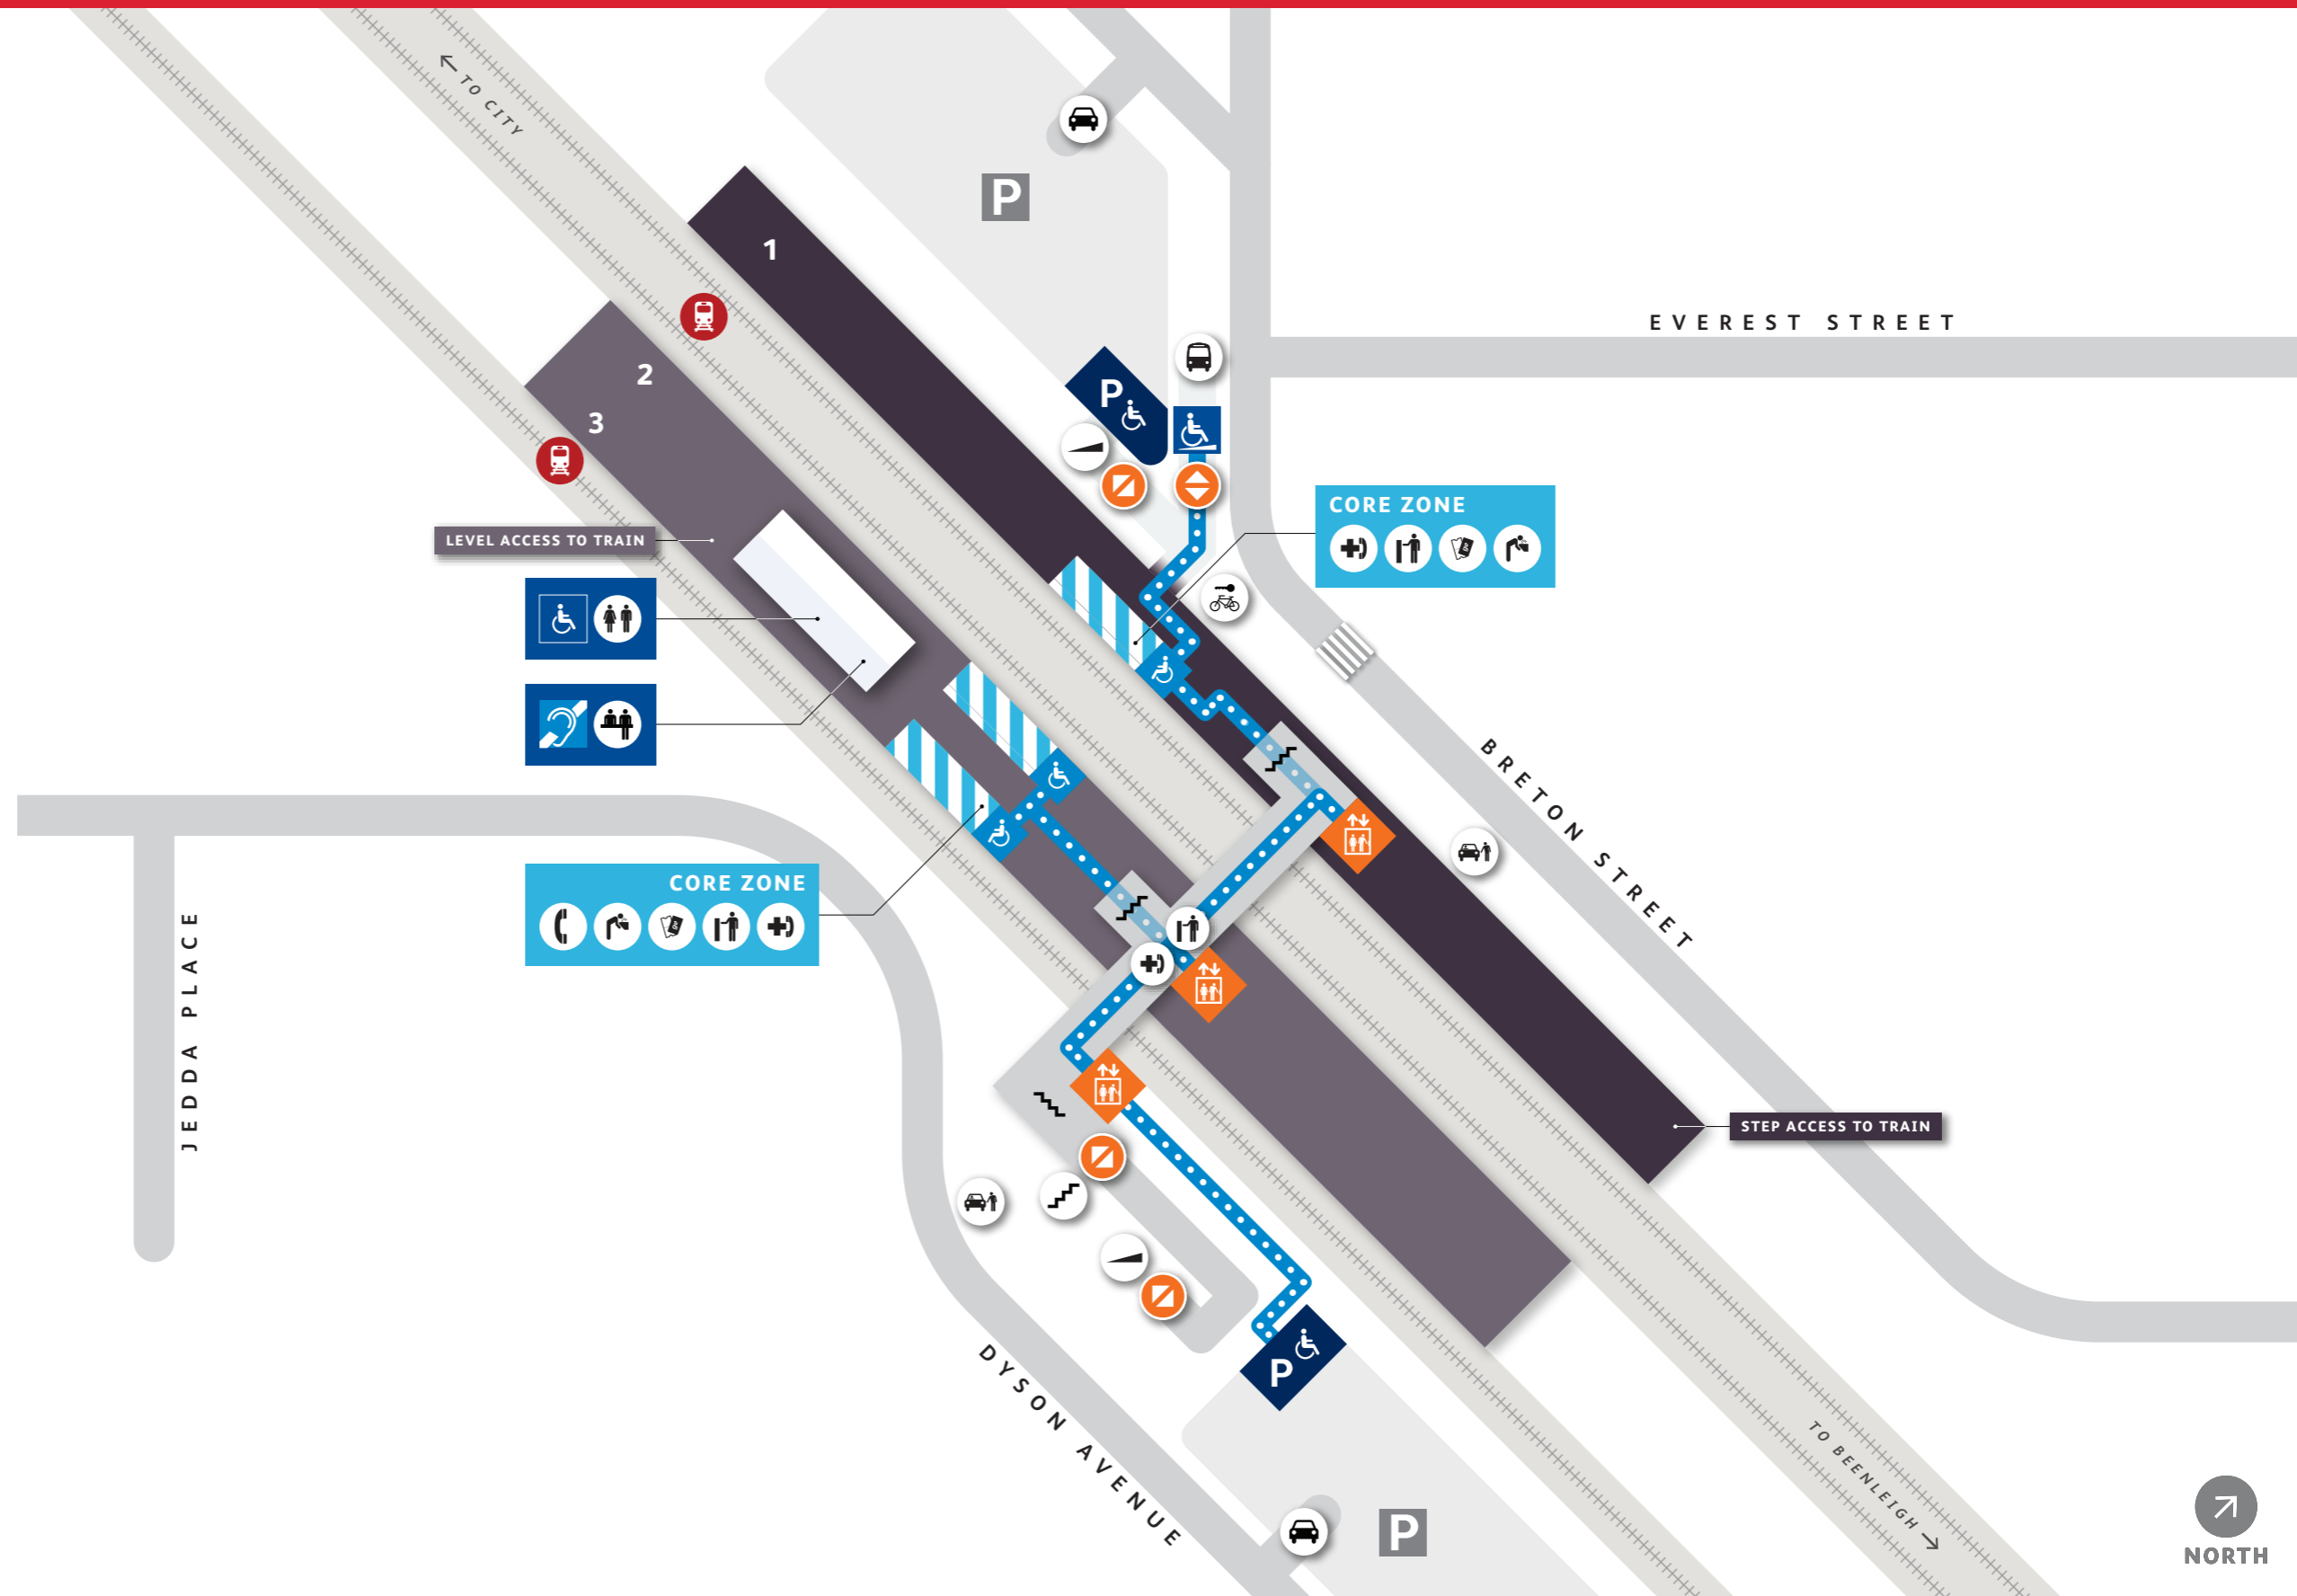 TO CITY
P
1
EVEREST STREET
2
P
3
CORE ZONE
LEVEL ACCESS TO TRAIN
BRETON STREET
CORE ZONE
JEDDA PLACE
STEP ACCESS TO TRAIN
P
DYSON AVENUE
TO BEENLEIGH
P
NORTH